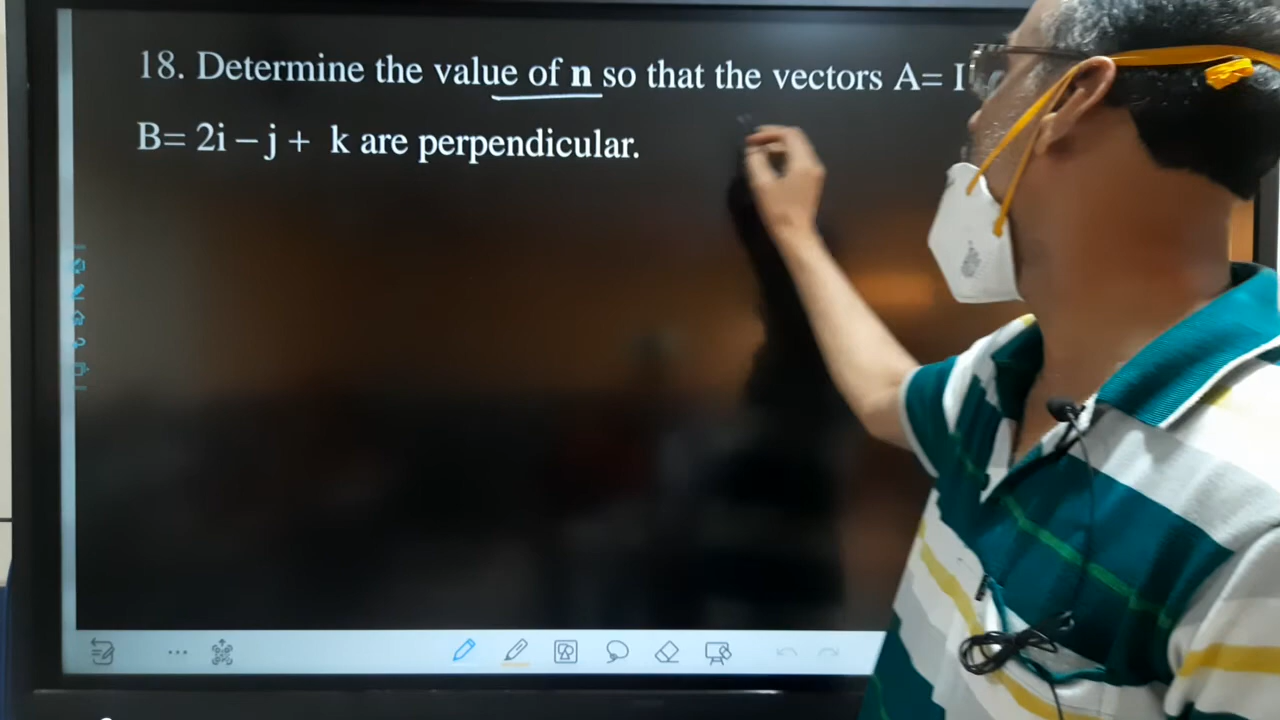 18. Determine the value of n so that the vectors A= I
B= 2i – j + k are perpendicular.